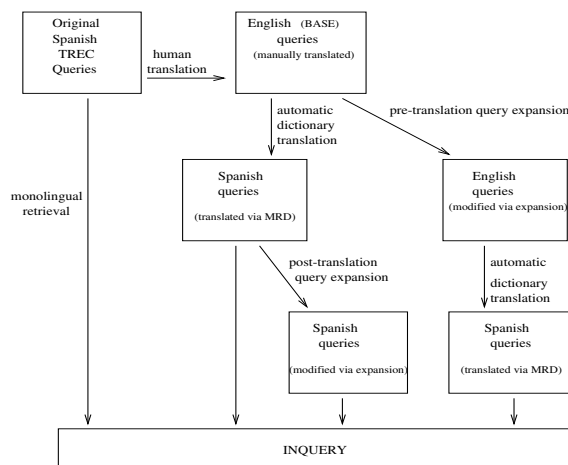 Original
Spanish
TREC
Queries
human
translation
English (BASE)
queries
(manually translated)
automatic
dictionary
translation
pre-translation query expansion
monolingual
retrieval
Spanish
queries
(translated via MRD)
English
queries
(modified via expansion)
post-translation
query expansion
automatic
dictionary
translation
Spanish
queries
(modified via expansion)
Spanish
queries
(translated via MRD)
INQUERY